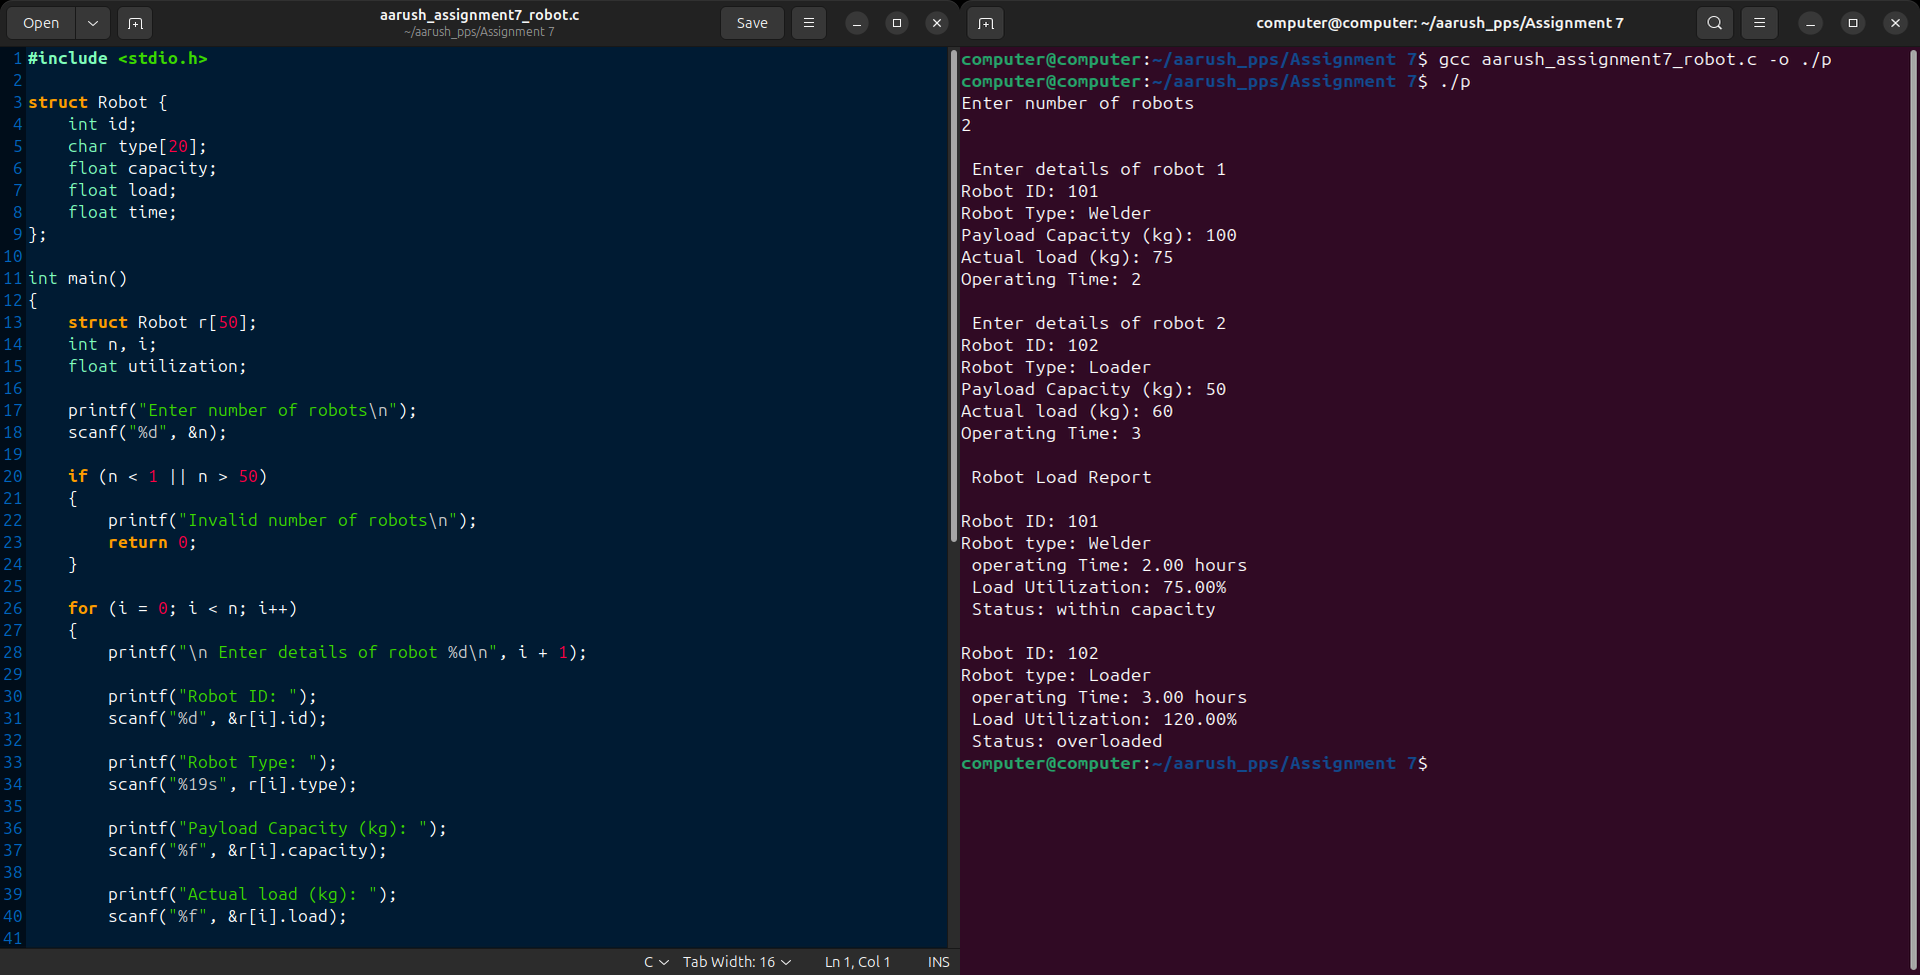 Open
aarush_assignment7_robot.c
~/aarush_pps/Assignment 7
Save
1 #include <stdio.h>
2
3 struct Robot {
4     int id;
5     char type[20];
6     float capacity;
7     float load;
8     float time;
9 };
10
11 int main()
12 {
13     struct Robot r[50];
14     int n, i;
15     float utilization;
16
17     printf("Enter number of robots\n");
18     scanf("%d", &n);
19
20     if (n < 1 || n > 50)
21     {
22         printf("Invalid number of robots\n");
23         return 0;
24     }
25
26     for (i = 0; i < n; i++)
27     {
28         printf("\n Enter details of robot %d\n", i + 1);
29
30         printf("Robot ID: ");
31         scanf("%d", &r[i].id);
32
33         printf("Robot Type: ");
34         scanf("%19s", r[i].type);
35
36         printf("Payload Capacity (kg): ");
37         scanf("%f", &r[i].capacity);
38
39         printf("Actual load (kg): ");
40         scanf("%f", &r[i].load);
41
C Tab Width: 16 Ln 1, Col 1 INS
computer@computer: ~/aarush_pps/Assignment 7
computer@computer:~/aarush_pps/Assignment 7$ gcc aarush_assignment7_robot.c -o ./p
computer@computer:~/aarush_pps/Assignment 7$ ./p
Enter number of robots
2

 Enter details of robot 1
Robot ID: 101
Robot Type: Welder
Payload Capacity (kg): 100
Actual load (kg): 75
Operating Time: 2

 Enter details of robot 2
Robot ID: 102
Robot Type: Loader
Payload Capacity (kg): 50
Actual load (kg): 60
Operating Time: 3

 Robot Load Report

Robot ID: 101
Robot type: Welder
 operating Time: 2.00 hours
 Load Utilization: 75.00%
 Status: within capacity

Robot ID: 102
Robot type: Loader
 operating Time: 3.00 hours
 Load Utilization: 120.00%
 Status: overloaded
computer@computer:~/aarush_pps/Assignment 7$